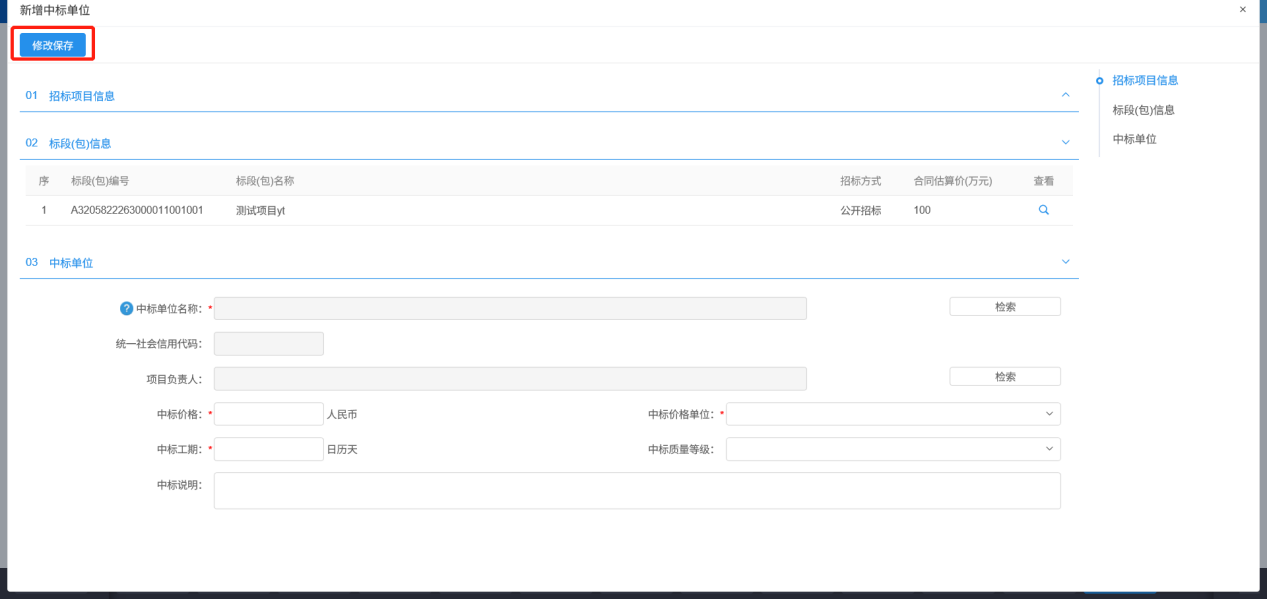 新增中标单位 ×
修改保存
01 招标项目信息
招标项目信息
标段(包)信息
中标单位
02 标段(包)信息
序 标段(包)编号 标段(包)名称 招标方式 合同估算价(万元) 查看
1 A3205822263000011001001 测试项目yt 公开招标 100
03 中标单位
? 中标单位名称: * 检索
统一社会信用代码:
项目负责人: 检索
中标价格: * 人民币 中标价格单位: *
中标工期: * 日历天 中标质量等级:
中标说明: